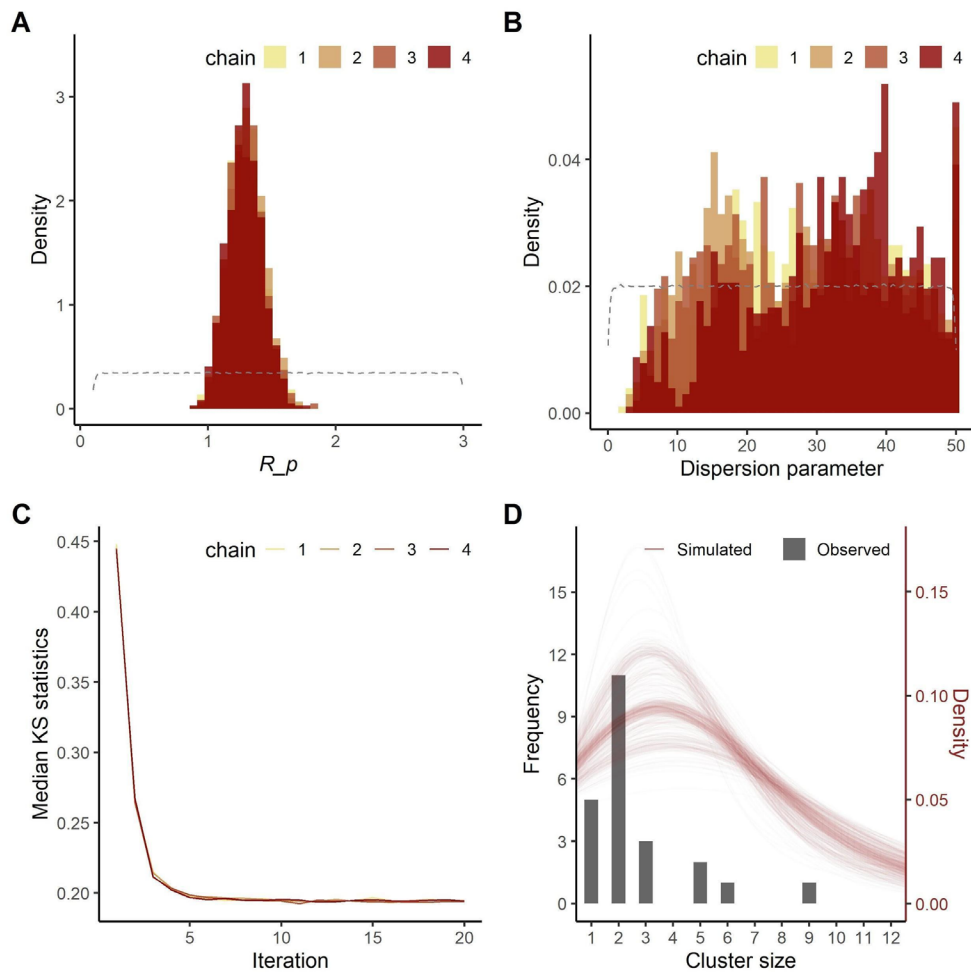 A
chain 1 2 3 4
3
2
1
0
Density
0 1 2 3
R_p
B
chain 1 2 3 4
0.04
0.02
0.00
Density
0 10 20 30 40 50
Dispersion parameter
C
chain 1 2 3 4
0.45
0.40
0.35
0.30
0.25
0.20
Median KS statistics
5 10 15 20
Iteration
D
Simulated Observed
15
12
9
6
3
0
Frequency
0.15
0.10
0.05
0.00
Density
1 2 3 4 5 6 7 8 9 10 11 12
Cluster size